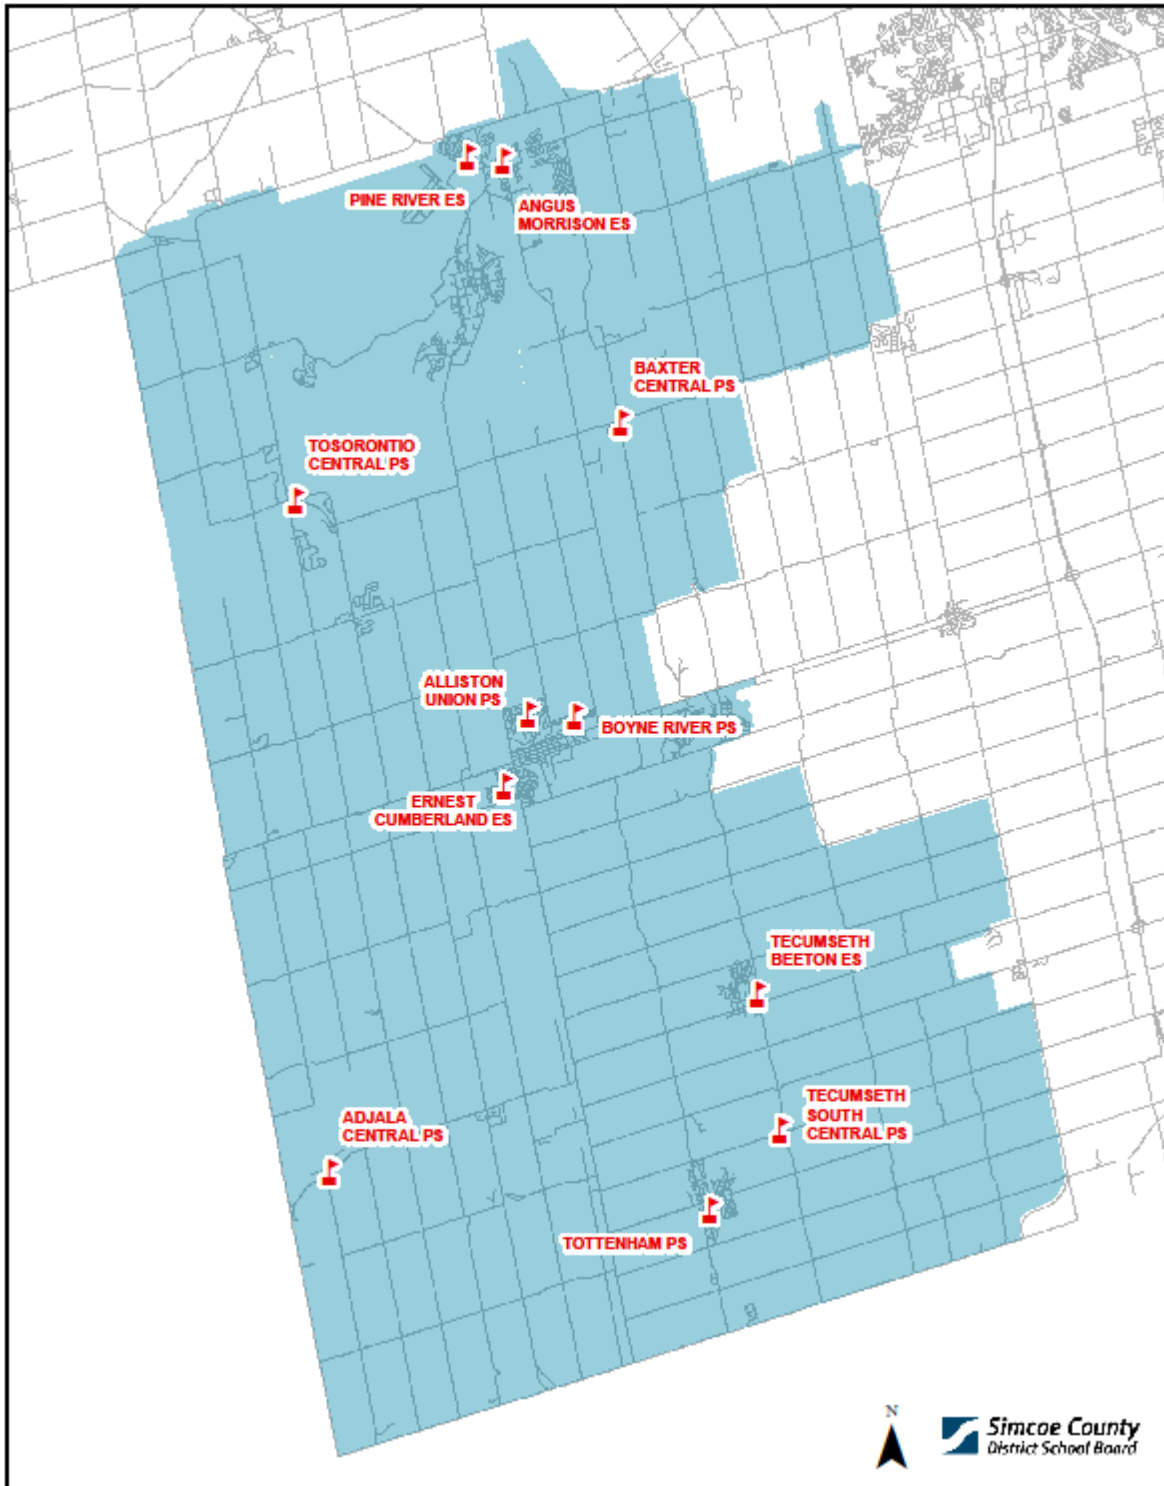 PINE RIVER ES
ANGUS
MORRISON ES
BAXTER
CENTRAL PS
TOSORONTIO
CENTRAL PS
ALLISTON
UNION PS
BOYNE RIVER PS
ERNEST
CUMBERLAND ES
TECUMSETH
BEETON ES
TECUMSETH
SOUTH
CENTRAL PS
ADJALA
CENTRAL PS
TOTTENHAM PS
N
Simcoe County
District School Board